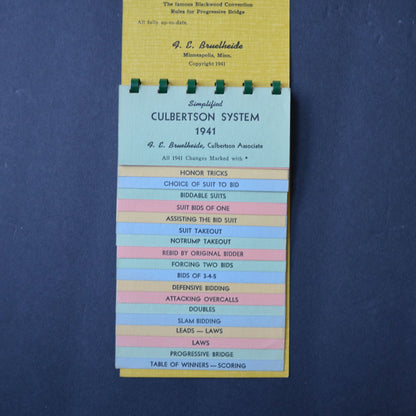 The famous Blackwood Convention
Rules for Progressive Bridge
All fully up-to-date.
F. E. Bruelheide
Minneapolis, Minn.
Copyright 1941
Simplified
CULBERTSON SYSTEM
1941
F. E. Bruelheide, Culbertson Associate
All 1941 Changes Marked with *
HONOR TRICKS
CHOICE OF SUIT TO BID
BIDDABLE SUITS
SUIT BIDS OF ONE
ASSISTING THE BID SUIT
SUIT TAKEOUT
NOTRUMP TAKEOUT
REBID BY ORIGINAL BIDDER
FORCING TWO BIDS
BIDS OF 3-4-5
DEFENSIVE BIDDING
ATTACKING OVERCALLS
DOUBLES
SLAM BIDDING
LEADS — LAWS
LAWS
PROGRESSIVE BRIDGE
TABLE OF WINNERS — SCORING